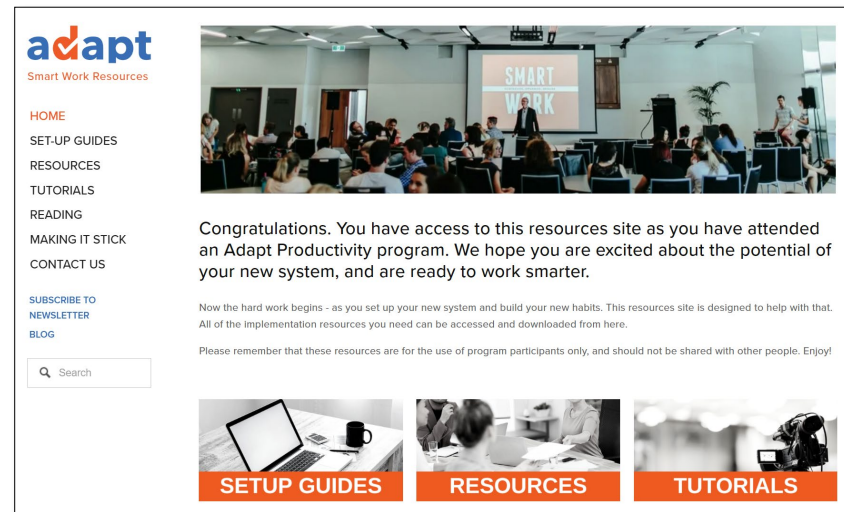 adapt
Smart Work Resources
HOME
SET-UP GUIDES
RESOURCES
TUTORIALS
READING
MAKING IT STICK
CONTACT US
SUBSCRIBE TO
NEWSLETTER
BLOG
Search
SMART
WORK
Congratulations. You have access to this resources site as you have attended
an Adapt Productivity program. We hope you are excited about the potential of
your new system, and are ready to work smarter.
Now the hard work begins - as you set up your new system and build your new habits. This resources site is designed to help with that.
All of the implementation resources you need can be accessed and downloaded from here.
Please remember that these resources are for the use of program participants only, and should not be shared with other people. Enjoy!
SETUP GUIDES
RESOURCES
TUTORIALS